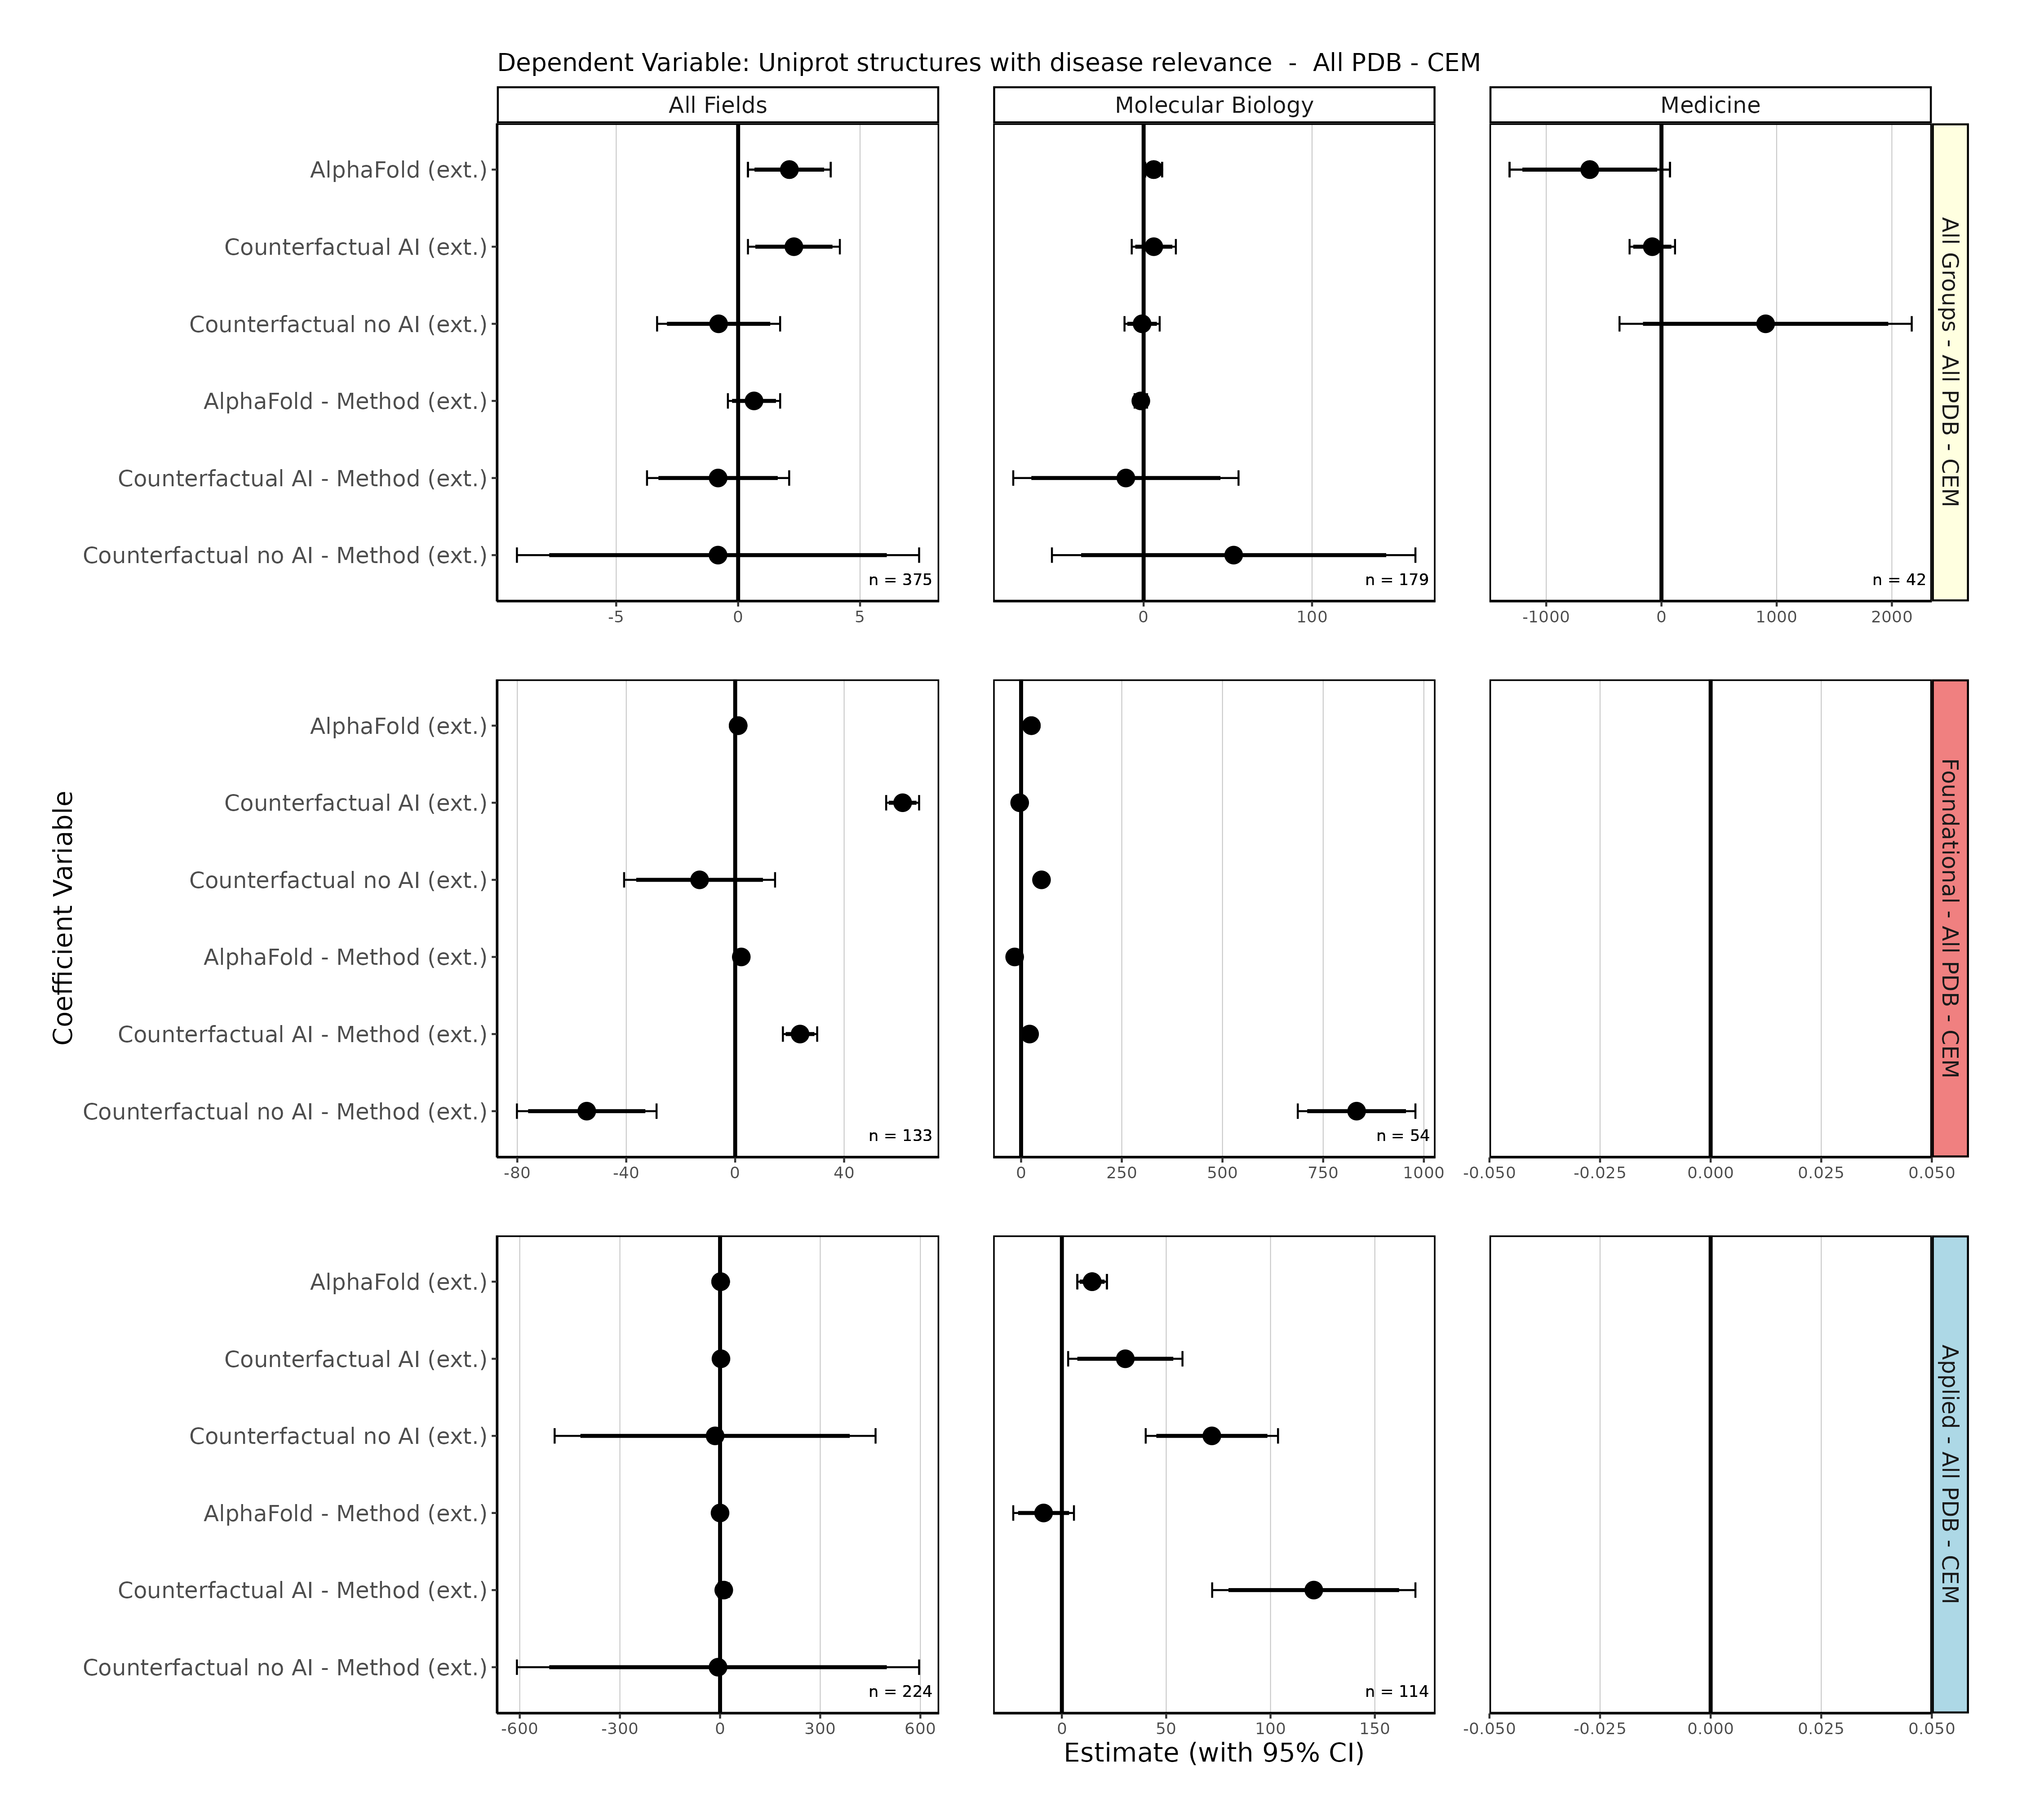 Dependent Variable: Uniprot structures with disease relevance  -  All PDB - CEM
All Fields
Molecular Biology
Medicine
AlphaFold (ext.)
Counterfactual AI (ext.)
Counterfactual no AI (ext.)
AlphaFold - Method (ext.)
Counterfactual AI - Method (ext.)
Counterfactual no AI - Method (ext.)
n = 375
n = 179
n = 42
All Groups - All PDB - CEM
-5
0
5
0
100
-1000
0
1000
2000
Coefficient Variable
AlphaFold (ext.)
Counterfactual AI (ext.)
Counterfactual no AI (ext.)
AlphaFold - Method (ext.)
Counterfactual AI - Method (ext.)
Counterfactual no AI - Method (ext.)
n = 133
n = 54
Foundational - All PDB - CEM
-80
-40
0
40
0
250
500
750
1000
-0.050
-0.025
0.000
0.025
0.050
AlphaFold (ext.)
Counterfactual AI (ext.)
Counterfactual no AI (ext.)
AlphaFold - Method (ext.)
Counterfactual AI - Method (ext.)
Counterfactual no AI - Method (ext.)
n = 224
n = 114
Applied - All PDB - CEM
-600
-300
0
300
600
0
50
100
150
-0.050
-0.025
0.000
0.025
0.050
Estimate (with 95% CI)